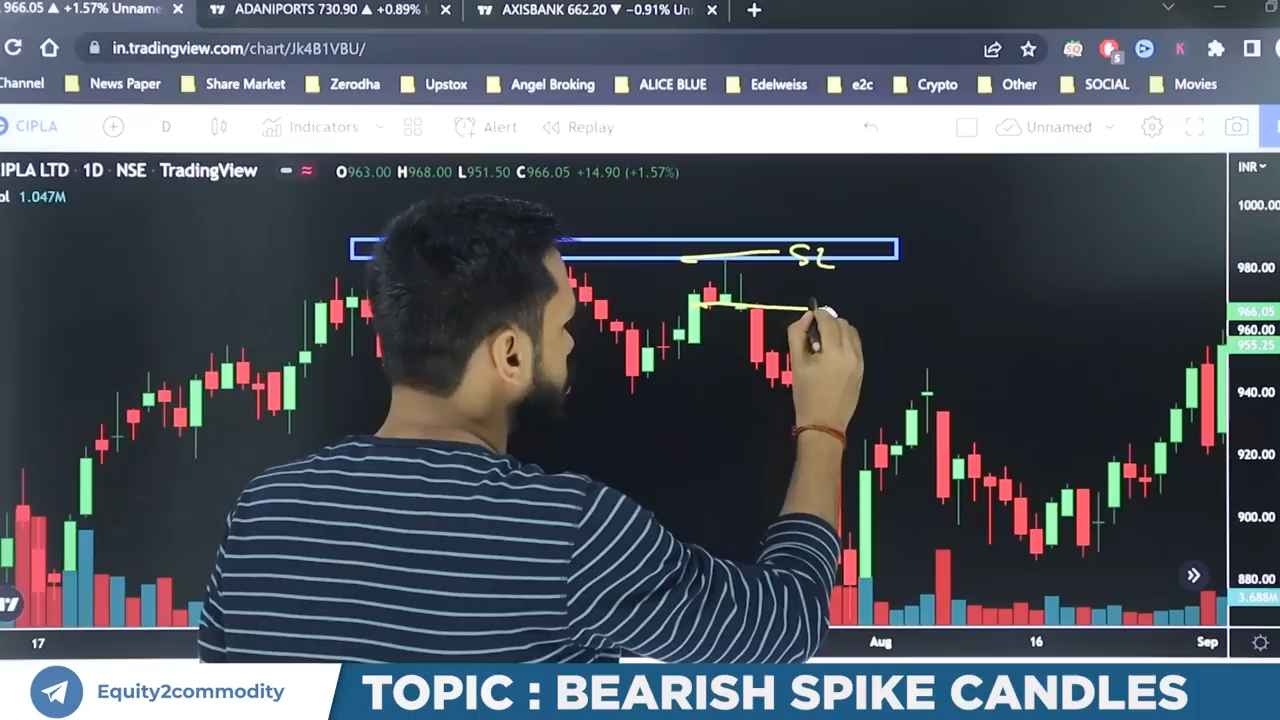 966.05 ▲ +1.57% Unname
ADANIPORTS 730.90 ▲ +0.89%
AXISBANK 662.20 ▼ −0.91% Un
in.tradingview.com/chart/Jk4B1VBU/
Channel News Paper Share Market Zerodha Upstox Angel Broking ALICE BLUE Edelweiss e2c Crypto Other SOCIAL Movies
CIPLA D Indicators Alert Replay Unnamed
IPLA LTD · 1D · NSE · TradingView O963.00 H968.00 L951.50 C966.05 +14.90 (+1.57%) INR
ol 1.047M
1000.00
SL
980.00
966.05
960.00
955.25
940.00
920.00
900.00
880.00
3.688M
17 Aug 16 Sep
Equity2commodity
TOPIC : BEARISH SPIKE CANDLES